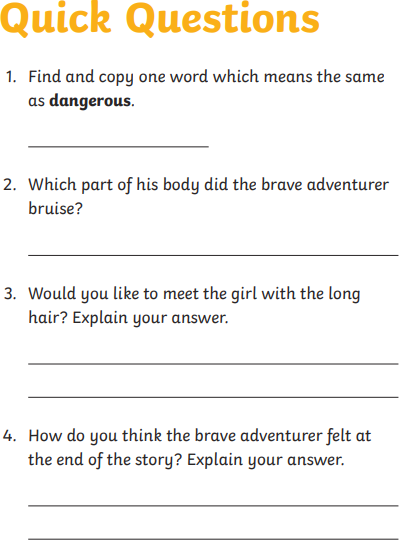 Quick Questions
1. Find and copy one word which means the same
as dangerous.
2. Which part of his body did the brave adventurer
bruise?
3. Would you like to meet the girl with the long
hair? Explain your answer.
4. How do you think the brave adventurer felt at
the end of the story? Explain your answer.